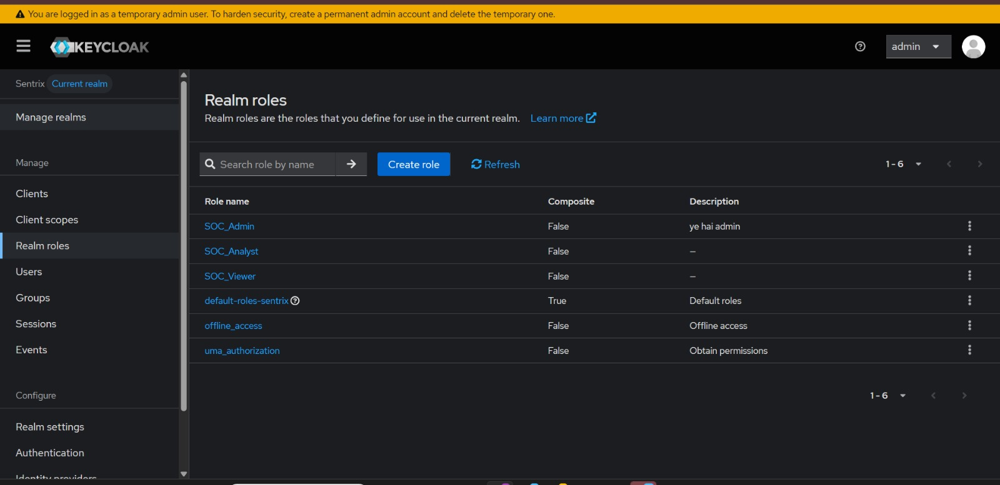 You are logged in as a temporary admin user. To harden security, create a permanent admin account and delete the temporary one.
KEYCLOAK
admin
Sentrix Current realm
Manage realms
Manage
Clients
Client scopes
Realm roles
Users
Groups
Sessions
Events
Configure
Realm settings
Authentication
Identity providers
Realm roles
Realm roles are the roles that you define for use in the current realm. Learn more
Search role by name Create role Refresh 1 - 6
Role name Composite Description
SOC_Admin False ye hai admin
SOC_Analyst False –
SOC_Viewer False –
default-roles-sentrix True Default roles
offline_access False Offline access
uma_authorization False Obtain permissions
1 - 6